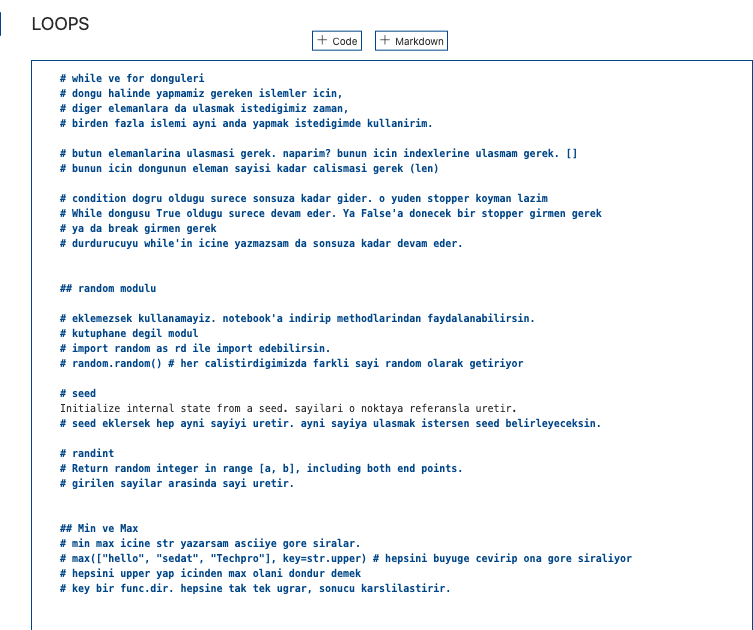 LOOPS
+ Code + Markdown
# while ve for donguleri
# dongu halinde yapmamiz gereken islemler icin,
# diger elemanlara da ulasmak istedigimiz zaman,
# birden fazla islemi ayni anda yapmak istedigimde kullanirim.
# butun elemanlarina ulasmasi gerek. naparim? bunun icin indexlerine ulasmam gerek. []
# bunun icin dongunun eleman sayisi kadar calismasi gerek (len)
# condition dogru oldugu surece sonsuza kadar gider. o yuden stopper koyman lazim
# While dongusu True oldugu surece devam eder. Ya False'a donecek bir stopper girmen gerek
# ya da break girmen gerek
# durdurucuyu while'in icine yazmazsam da sonsuza kadar devam eder.
## random modulu
# eklemezsek kullanamayiz. notebook'a indirip methodlarindan faydalanabilirsin.
# kutuphane degil modul
# import random as rd ile import edebilirsin.
# random.random() # her calistirdigimizda farkli sayi random olarak getiriyor
# seed
Initialize internal state from a seed. sayilari o noktaya referansla uretir.
# seed eklersek hep ayni sayiyi uretir. ayni sayiya ulasmak istersen seed belirleyeceksin.
# randint
# Return random integer in range [a, b], including both end points.
# girilen sayilar arasinda sayi uretir.
## Min ve Max
# min max icine str yazarsam asciiye gore siralar.
# max(["hello", "sedat", "Techpro"], key=str.upper) # hepsini buyuge cevirip ona gore siraliyor
# hepsini upper yap icinden max olani dondur demek
# key bir func.dir. hepsine tak tek ugrar, sonucu karslilastirir.